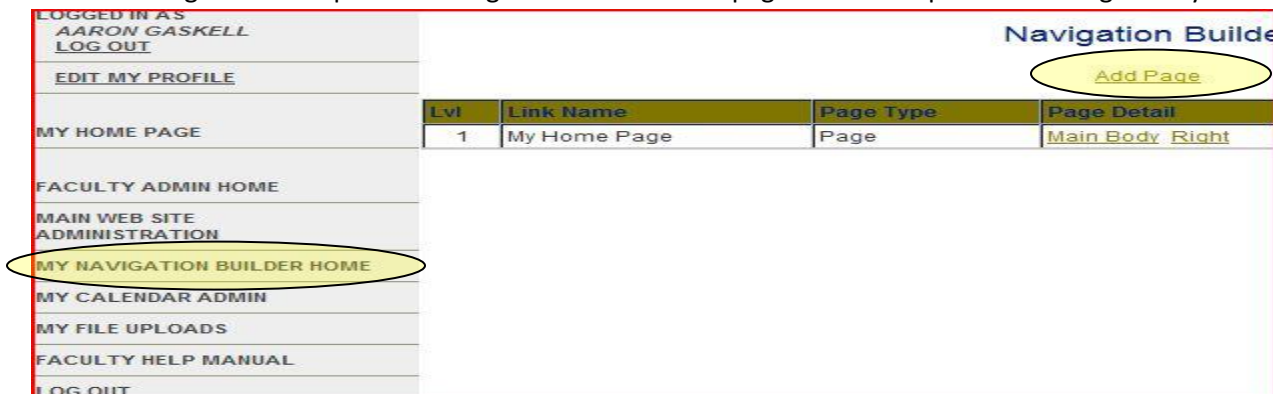 LOGGED IN AS
AARON GASKELL
LOG OUT
EDIT MY PROFILE
MY HOME PAGE
FACULTY ADMIN HOME
MAIN WEB SITE
ADMINISTRATION
MY NAVIGATION BUILDER HOME
MY CALENDAR ADMIN
MY FILE UPLOADS
FACULTY HELP MANUAL
LOG OUT
Navigation Builde
Add Page
Lvl Link Name Page Type Page Detail
1 My Home Page Page Main Body Right